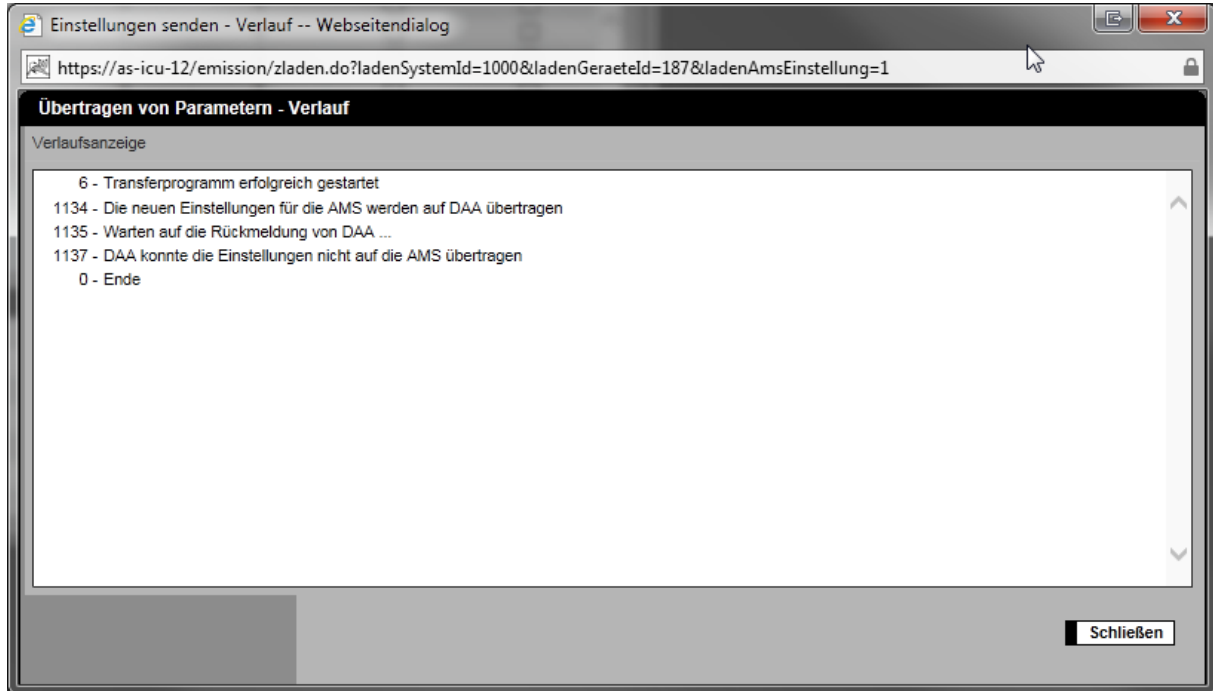 Einstellungen senden - Verlauf -- Webseitendialog
https://as-icu-12/emission/zladen.do?ladenSystemId=1000&ladenGeraeteId=187&ladenAmsEinstellung=1
Übertragen von Parametern - Verlauf
Verlaufsanzeige
6 - Transferprogramm erfolgreich gestartet
1134 - Die neuen Einstellungen für die AMS werden auf DAA übertragen
1135 - Warten auf die Rückmeldung von DAA ...
1137 - DAA konnte die Einstellungen nicht auf die AMS übertragen
0 - Ende
Schließen